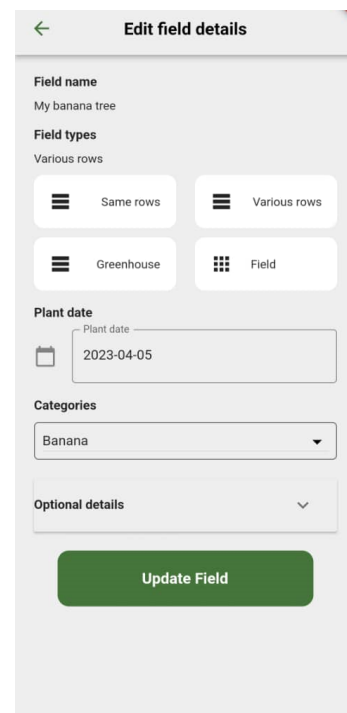 Edit field details
Field name
My banana tree
Field types
Various rows
Same rows
Various rows
Greenhouse
Field
Plant date
Plant date
2023-04-05
Categories
Banana
Optional details
Update Field